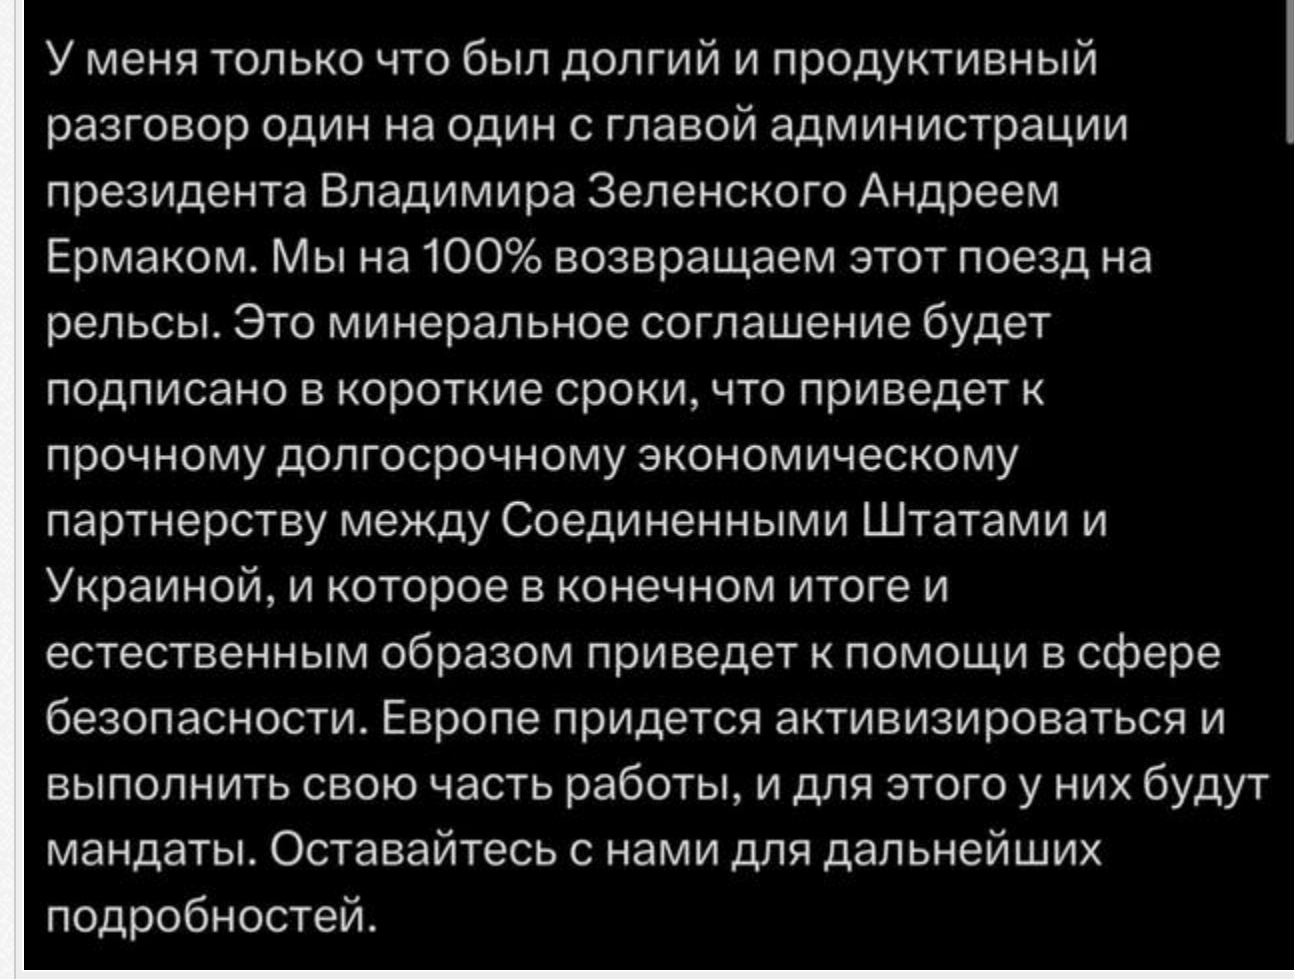 У меня только что был долгий и продуктивный
разговор один на один с главой администрации
президента Владимира Зеленского Андреем
Ермаком. Мы на 100% возвращаем этот поезд на
рельсы. Это минеральное соглашение будет
подписано в короткие сроки, что приведет к
прочному долгосрочному экономическому
партнерству между Соединенными Штатами и
Украиной, и которое в конечном итоге и
естественным образом приведет к помощи в сфере
безопасности. Европе придется активизироваться и
выполнить свою часть работы, и для этого у них будут
мандаты. Оставайтесь с нами для дальнейших
подробностей.